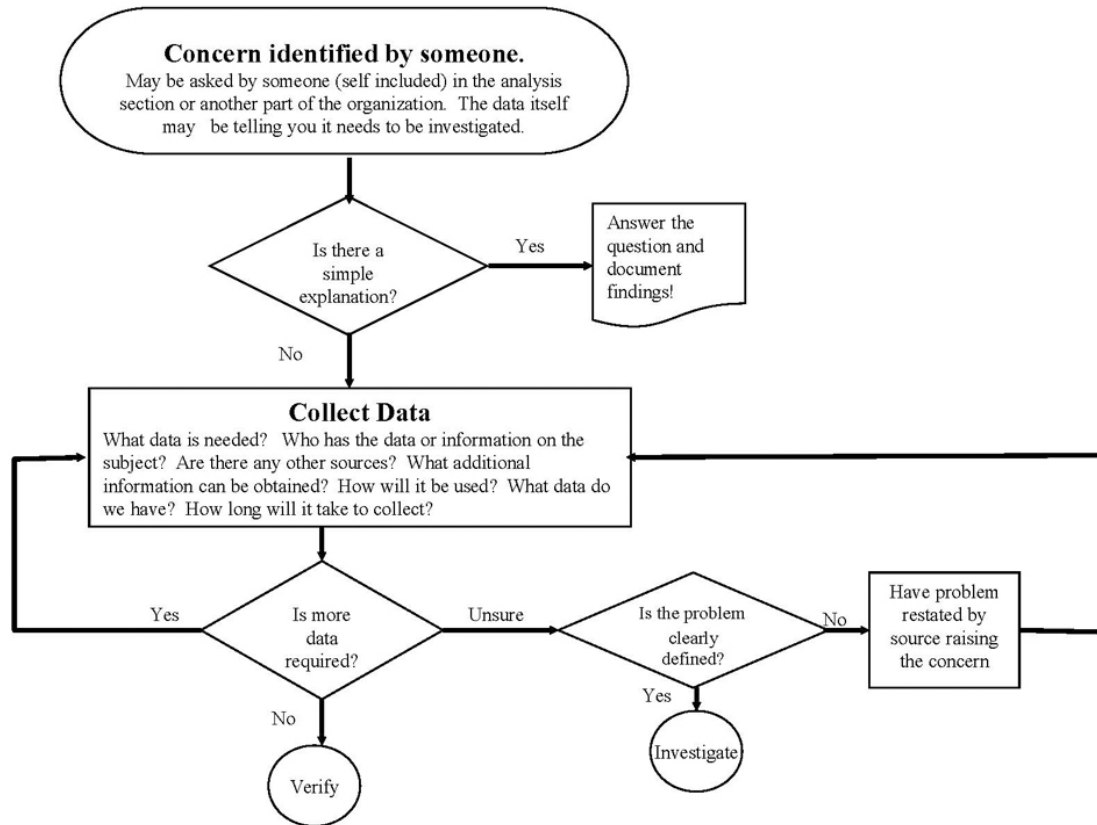 Concern identified by someone.
May be asked by someone (self included) in the analysis
section or another part of the organization. The data itself
may be telling you it needs to be investigated.
Is there a
simple
explanation?
Yes
Answer the
question and
document
findings!
No
Collect Data
What data is needed? Who has the data or information on the
subject? Are there any other sources? What additional
information can be obtained? How will it be used? What data do
we have? How long will it take to collect?
Yes
Is more
data
required?
Unsure
Is the problem
clearly
defined?
No
Have problem
restated by
source raising
the concern
No
Verify
Yes
Investigate